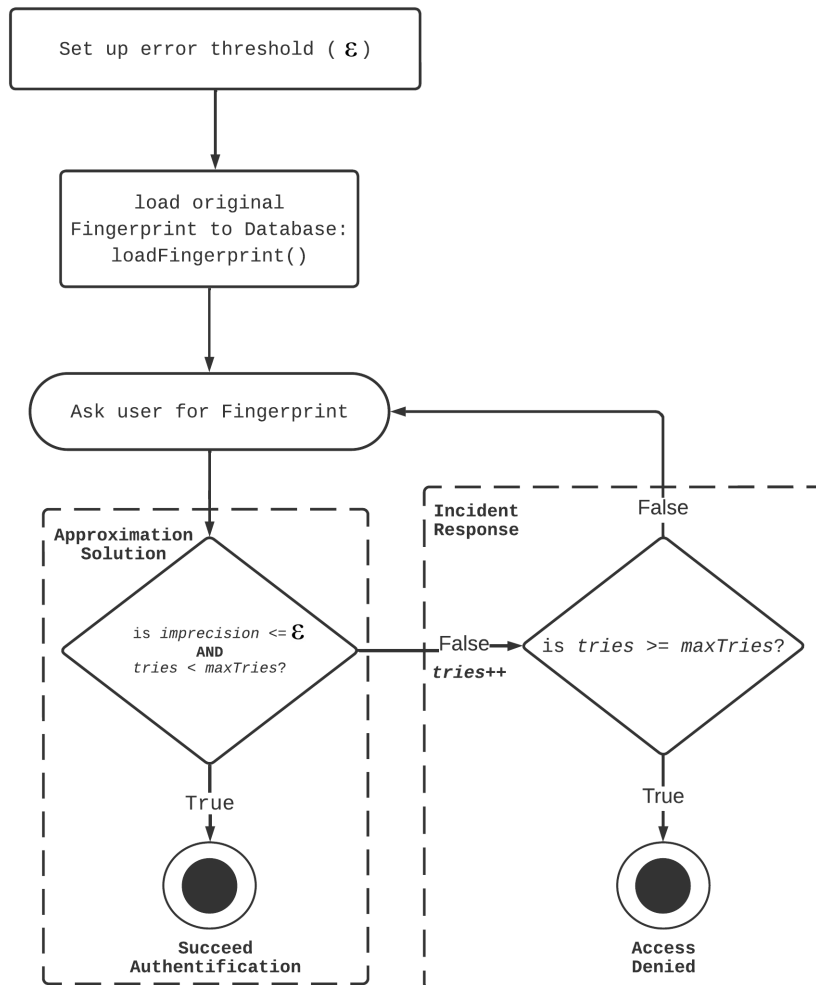 Set up error threshold ( ε )
load original
Fingerprint to Database:
loadFingerprint()
Ask user for Fingerprint
Approximation
Solution
is imprecision <= ε
AND
tries < maxTries?
True
Succeed
Authentification
False
tries++
Incident
Response
False
is tries >= maxTries?
True
Access
Denied